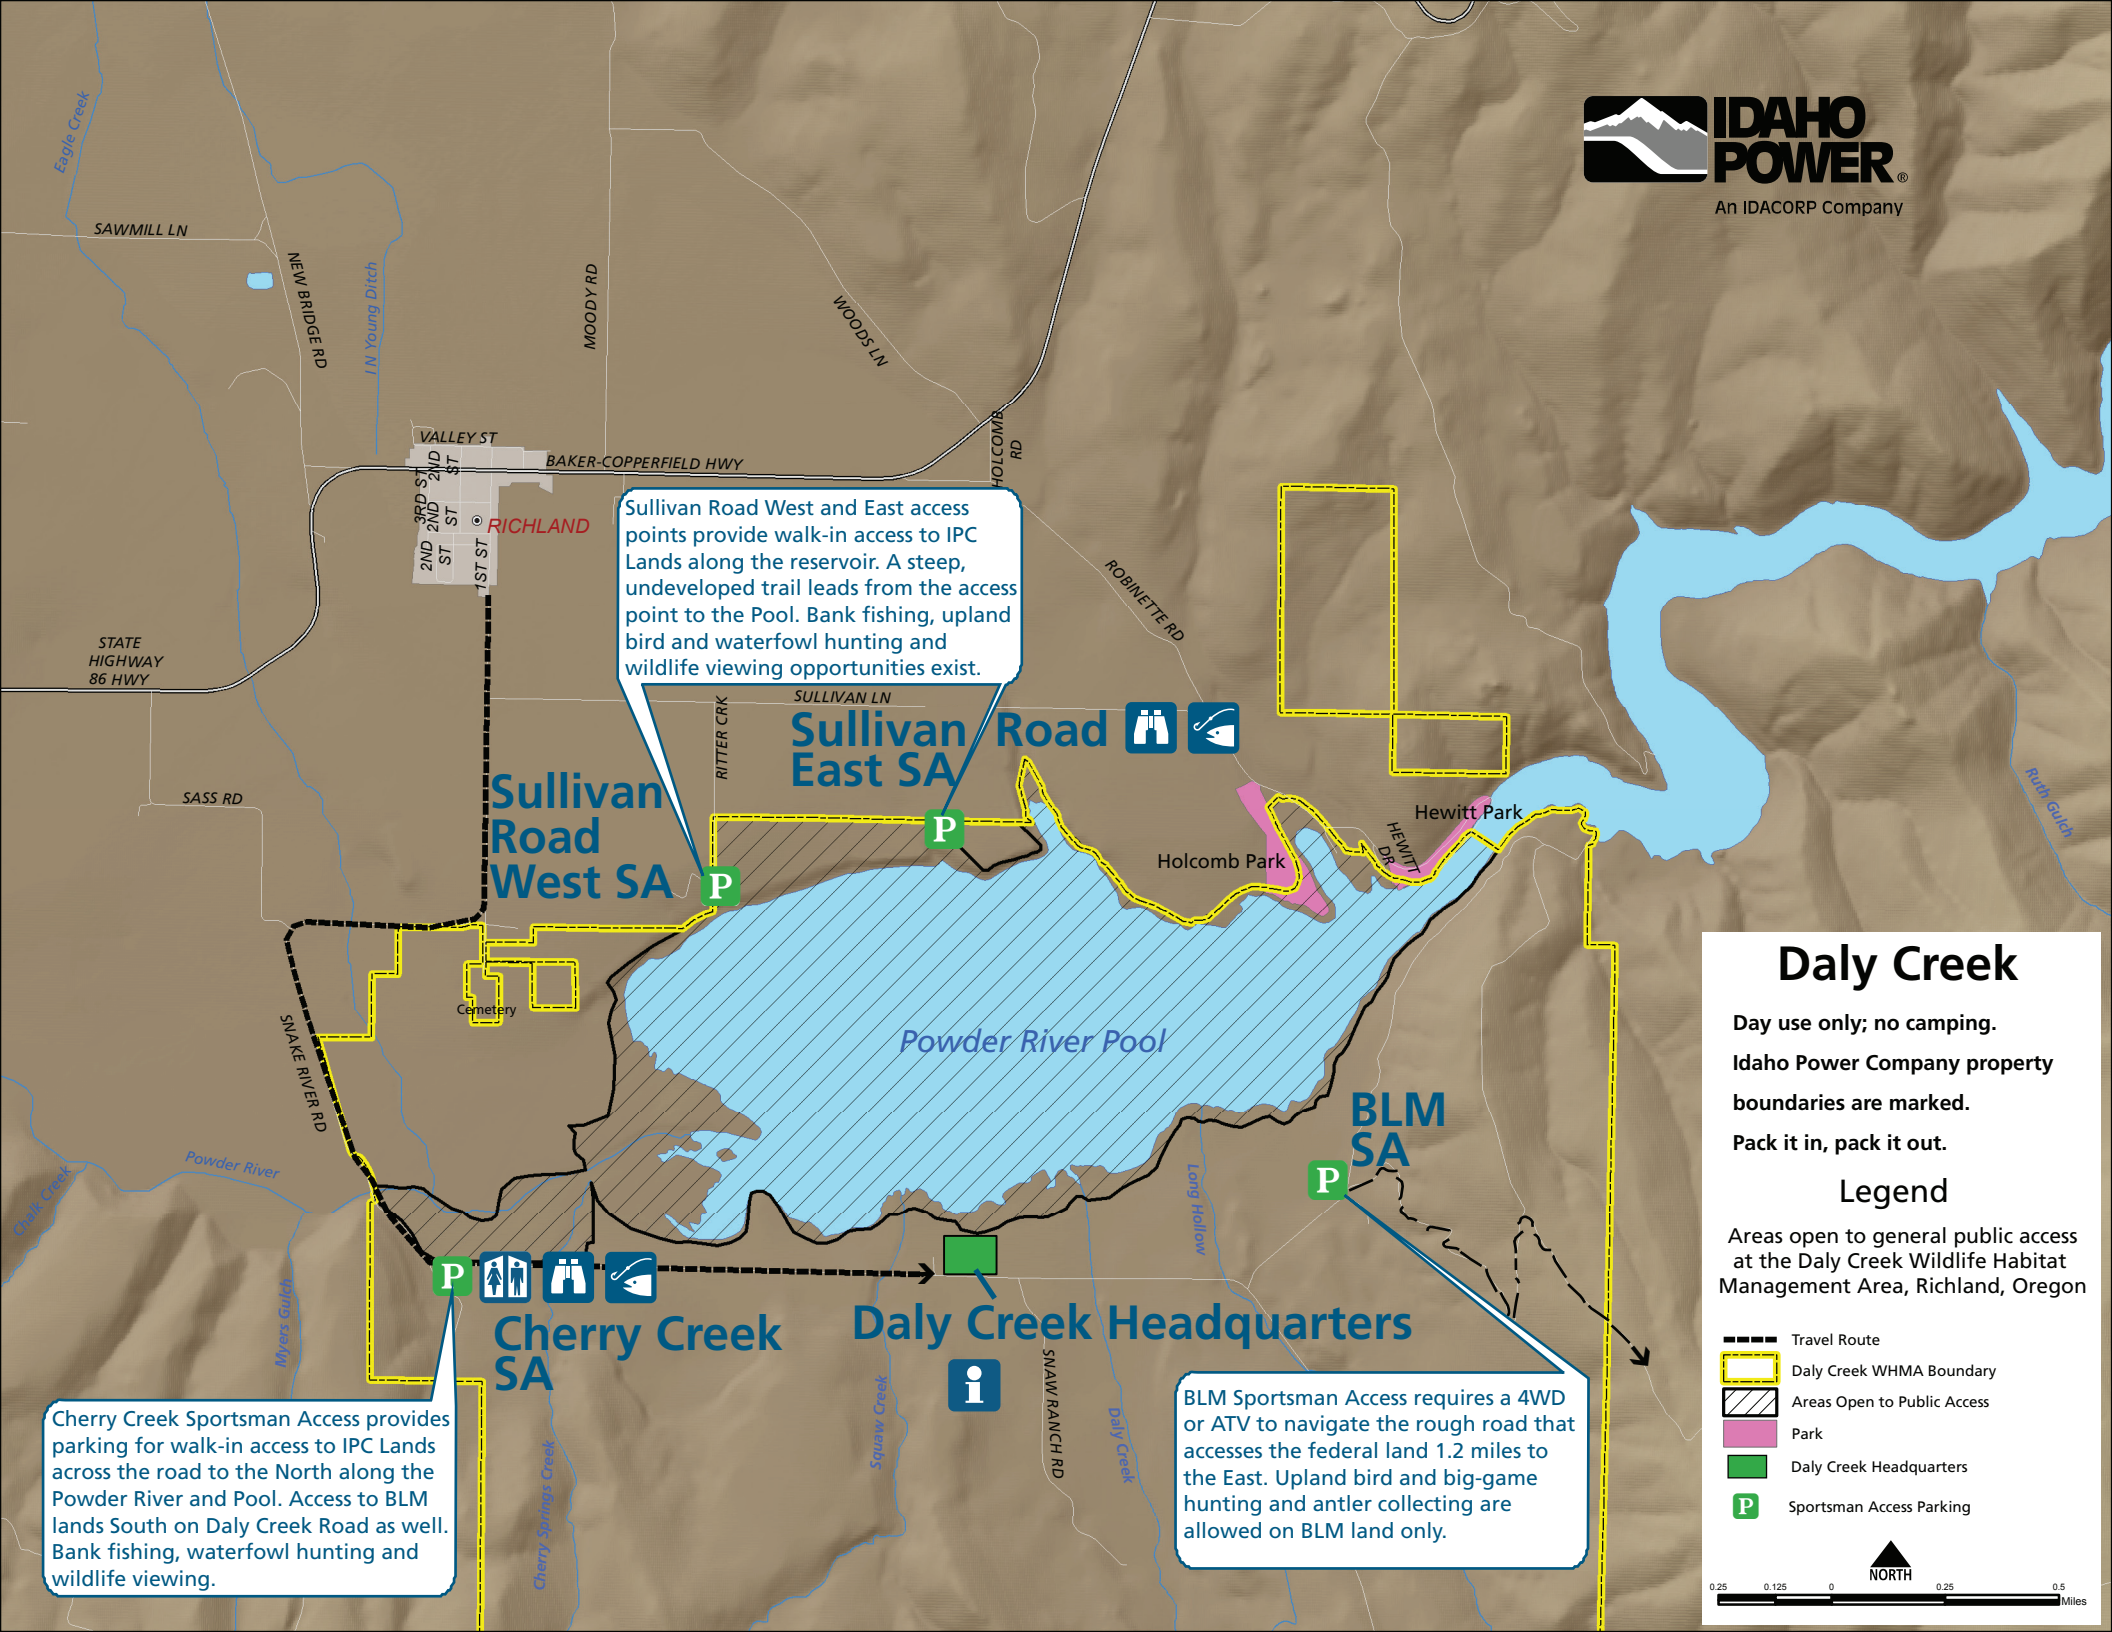 IDAHO
POWER®
An IDACORP Company
Eagle Creek
SAWMILL LN
NEW BRIDGE RD
I N Young Ditch
MOODY RD
WOODS LN
HOLCOMB
RD
VALLEY ST
BAKER-COPPERFIELD HWY
2ND
ST
3RD ST
2ND
ST
2ND
ST
1ST ST
RICHLAND
STATE
HIGHWAY
86 HWY
Sullivan Road West and East access
points provide walk-in access to IPC
Lands along the reservoir. A steep,
undeveloped trail leads from the access
point to the Pool. Bank fishing, upland
bird and waterfowl hunting and
wildlife viewing opportunities exist.
ROBINETTE RD
SULLIVAN LN
RITTER CRK
Sullivan Road
East SA
Sullivan
Road
West SA
P
P
SASS RD
Hewitt Park
HEWITT
DR
Holcomb Park
Ruth Gulch
Cemetery
SNAKE RIVER RD
Powder River Pool
BLM
SA
P
Powder River
Chalk Creek
Long Hollow
Myers Gulch
P
Cherry Creek
SA
Daly Creek Headquarters
i
SNAW RANCH RD
Squaw Creek
Daly Creek
Cherry Springs Creek
Cherry Creek Sportsman Access provides
parking for walk-in access to IPC Lands
across the road to the North along the
Powder River and Pool. Access to BLM
lands South on Daly Creek Road as well.
Bank fishing, waterfowl hunting and
wildlife viewing.
BLM Sportsman Access requires a 4WD
or ATV to navigate the rough road that
accesses the federal land 1.2 miles to
the East. Upland bird and big-game
hunting and antler collecting are
allowed on BLM land only.
Daly Creek
Day use only; no camping.
Idaho Power Company property
boundaries are marked.
Pack it in, pack it out.
Legend
Areas open to general public access
at the Daly Creek Wildlife Habitat
Management Area, Richland, Oregon
Travel Route
Daly Creek WHMA Boundary
Areas Open to Public Access
Park
Daly Creek Headquarters
P Sportsman Access Parking
NORTH
0.25 0.125 0 0.25 0.5
Miles